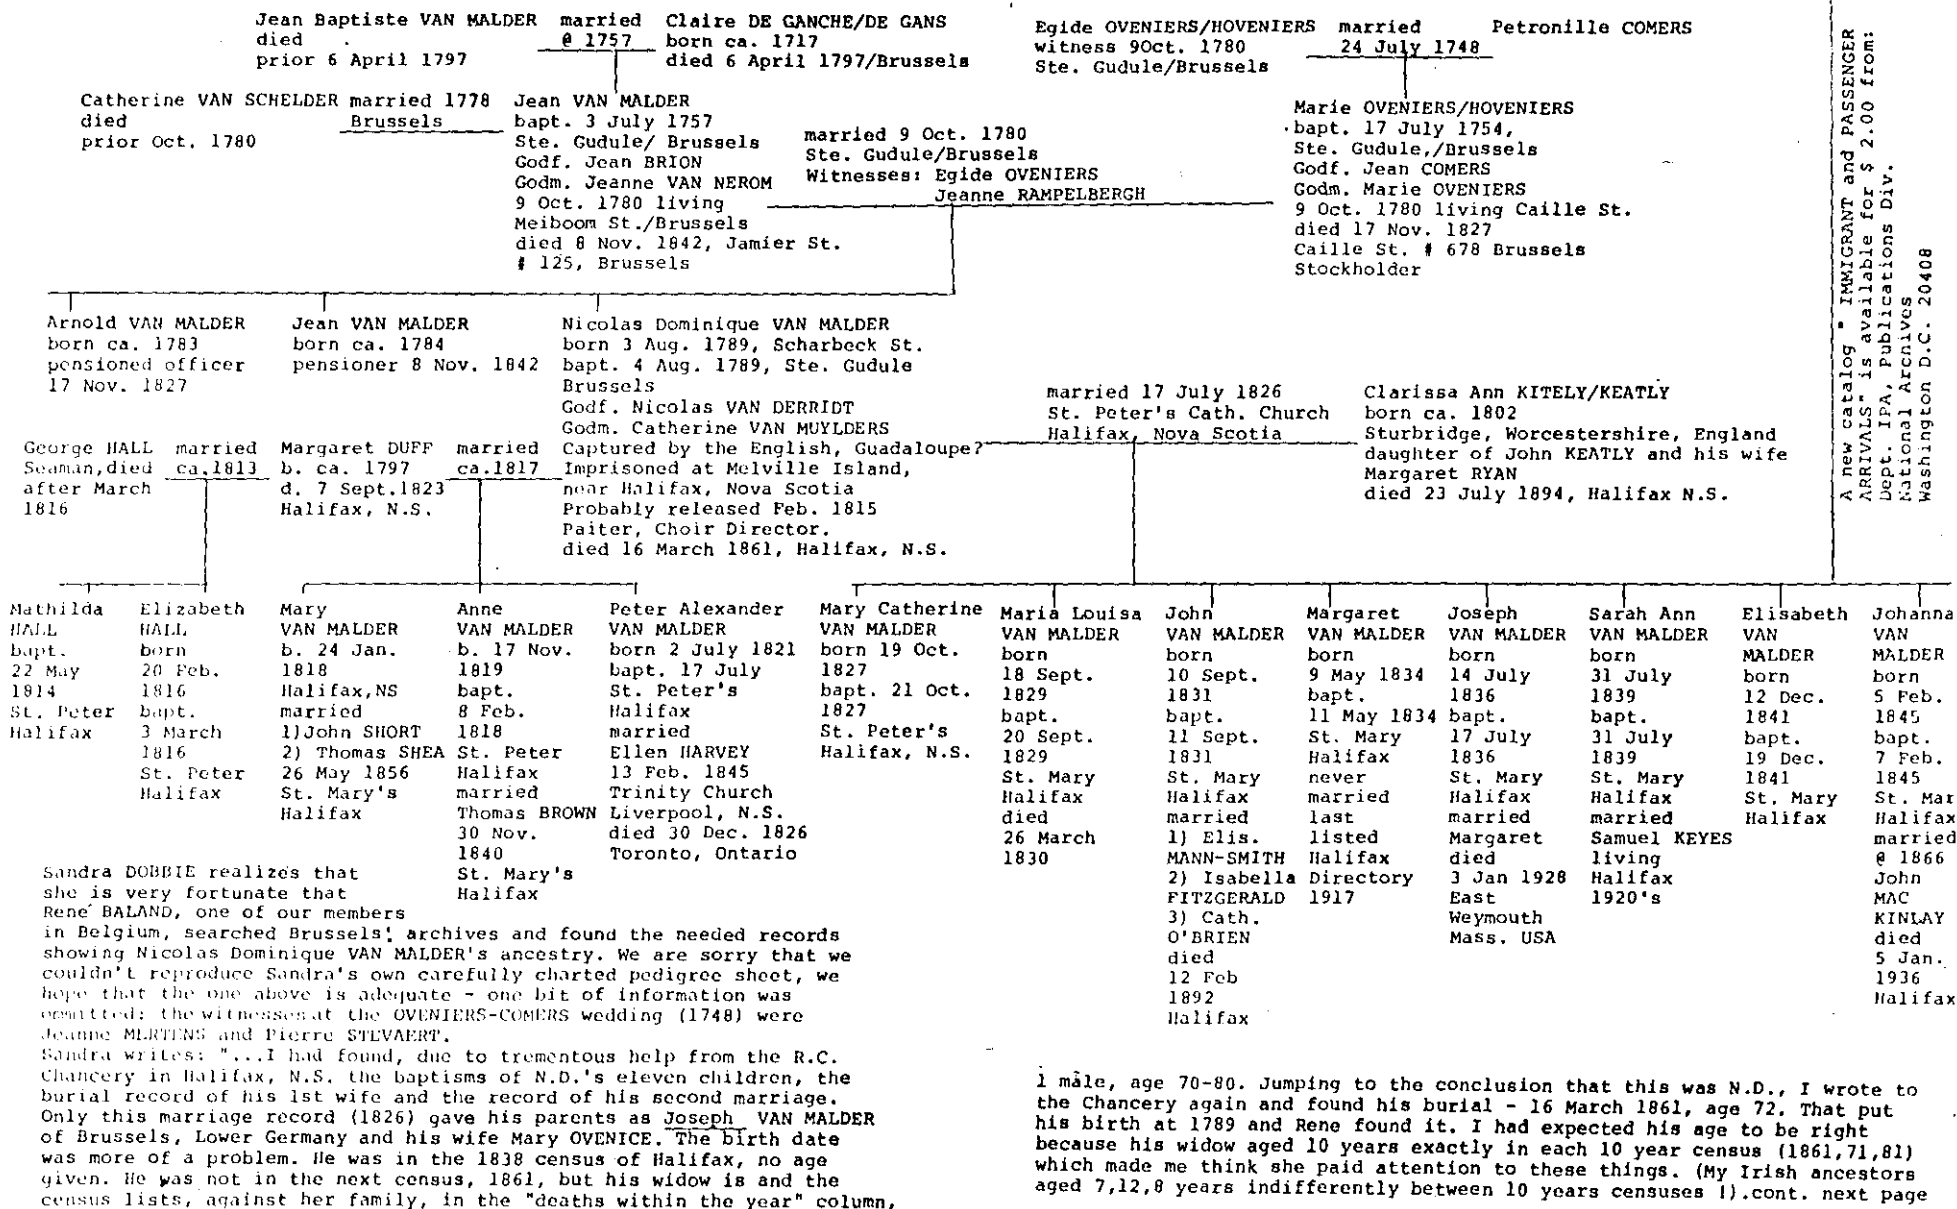 Jean Baptiste VAN MALDER married Claire DE GANCHE/DE GANS
died . @ 1757 born ca. 1717
prior 6 April 1797 died 6 April 1797/Brussels
Egide OVENIERS/HOVENIERS married Petronille COMERS
witness 9Oct. 1780 24 July 1748
Ste. Gudule/Brussels
Catherine VAN SCHELDER married 1778
died Brussels
prior Oct. 1780
Jean VAN MALDER
bapt. 3 July 1757
Ste. Gudule/ Brussels
Godf. Jean BRION
Godm. Jeanne VAN NEROM
9 Oct. 1780 living
Meiboom St./Brussels
died 8 Nov. 1842, Jamier St.
# 125, Brussels
married 9 Oct. 1780
Ste. Gudule/Brussels
Witnesses: Egide OVENIERS
Jeanne RAMPELBERGH
Marie OVENIERS/HOVENIERS
bapt. 17 July 1754,
Ste. Gudule,/Brussels
Godf. Jean COMERS
Godm. Marie OVENIERS
9 Oct. 1780 living Caille St.
died 17 Nov. 1827
Caille St. # 678 Brussels
Stockholder
A new catalog " IMMIGRANT and PASSENGER
ARRIVALS" is available for $ 2.00 from:
Dept. IPA, Publications Div.
National Archives
Washington D.C. 20408
Arnold VAN MALDER
born ca. 1783
pensioned officer
17 Nov. 1827
Jean VAN MALDER
born ca. 1784
pensioner 8 Nov. 1842
Nicolas Dominique VAN MALDER
born 3 Aug. 1789, Scharbeck St.
bapt. 4 Aug. 1789, Ste. Gudule
Brussels
Godf. Nicolas VAN DERRIDT
Godm. Catherine VAN MUYLDERS
Captured by the English, Guadaloupe?
Imprisoned at Melville Island,
near Halifax, Nova Scotia
Probably released Feb. 1815
Paiter, Choir Director.
died 16 March 1861, Halifax, N.S.
married 17 July 1826
St. Peter's Cath. Church
Halifax, Nova Scotia
Clarissa Ann KITELY/KEATLY
born ca. 1802
Sturbridge, Worcestershire, England
daughter of John KEATLY and his wife
Margaret RYAN
died 23 July 1894, Halifax N.S.
George HALL married
Seaman,died ca.1813
after March
1816
Margaret DUFF married
b. ca. 1797 ca.1817
d. 7 Sept.1823
Halifax, N.S.
Mathilda
HALL
bapt.
22 May
1814
St. Peter
Halifax
Elizabeth
HALL
born
20 Feb.
1816
bapt.
3 March
1816
St. Peter
Halifax
Mary
VAN MALDER
b. 24 Jan.
1818
Halifax,NS
married
1)John SHORT
2) Thomas SHEA
26 May 1856
St. Mary's
Halifax
Anne
VAN MALDER
b. 17 Nov.
1819
bapt.
8 Feb.
1818
St. Peter
Halifax
married
Thomas BROWN
30 Nov.
1840
St. Mary's
Halifax
Peter Alexander
VAN MALDER
born 2 July 1821
bapt. 17 July
St. Peter's
Halifax
married
Ellen HARVEY
13 Feb. 1845
Trinity Church
Liverpool, N.S.
died 30 Dec. 1826
Toronto, Ontario
Mary Catherine
VAN MALDER
born 19 Oct.
1827
bapt. 21 Oct.
1827
St. Peter's
Halifax, N.S.
Maria Louisa
VAN MALDER
born
18 Sept.
1829
bapt.
20 Sept.
1829
St. Mary
Halifax
died
26 March
1830
John
VAN MALDER
born
10 Sept.
1831
bapt.
11 Sept.
1831
St. Mary
Halifax
married
1) Elis.
MANN-SMITH
2) Isabella
FITZGERALD
3) Cath.
O'BRIEN
died
12 Feb
1892
Halifax
Margaret
VAN MALDER
born
9 May 1834
bapt.
11 May 1834
St. Mary
Halifax
never
married
last
listed
Halifax
Directory
1917
Joseph
VAN MALDER
born
14 July
1836
bapt.
17 July
1836
St. Mary
Halifax
married
Margaret
died
3 Jan 1928
East
Weymouth
Mass. USA
Sarah Ann
VAN MALDER
born
31 July
1839
bapt.
31 July
1839
St. Mary
Halifax
married
Samuel KEYES
living
Halifax
1920's
Elisabeth
VAN
MALDER
born
12 Dec.
1841
bapt.
19 Dec.
1841
St. Mary
Halifax
Johanna
VAN
MALDER
born
5 Feb.
1845
bapt.
7 Feb.
1845
St. Mar
Halifax
married
@ 1866
John
MAC
KINLAY
died
5 Jan.
1936
Halifax
Sandra DOBBIE realizes that
she is very fortunate that
René BALAND, one of our members
in Belgium, searched Brussels' archives and found the needed records
showing Nicolas Dominique VAN MALDER's ancestry. We are sorry that we
couldn't reproduce Sandra's own carefully charted pedigree sheet, we
hope that the one above is adequate - one bit of information was
ommitted: the witnesses at the OVENIERS-COMERS wedding (1748) were
Jeanne MERTENS and Pierre STEVAERT.
Sandra writes: "...I had found, due to trementous help from the R.C.
Chancery in Halifax, N.S. the baptisms of N.D.'s eleven children, the
burial record of his 1st wife and the record of his second marriage.
Only this marriage record (1826) gave his parents as Joseph VAN MALDER
of Brussels, Lower Germany and his wife Mary OVENICE. The birth date
was more of a problem. He was in the 1838 census of Halifax, no age
given. He was not in the next census, 1861, but his widow is and the
census lists, against her family, in the "deaths within the year" column,
1 male, age 70-80. Jumping to the conclusion that this was N.D., I wrote to
the Chancery again and found his burial - 16 March 1861, age 72. That put
his birth at 1789 and Rene found it. I had expected his age to be right
because his widow aged 10 years exactly in each 10 year census (1861,71,81)
which made me think she paid attention to these things. (My Irish ancestors
aged 7,12,8 years indifferently between 10 years censuses !).cont. next page